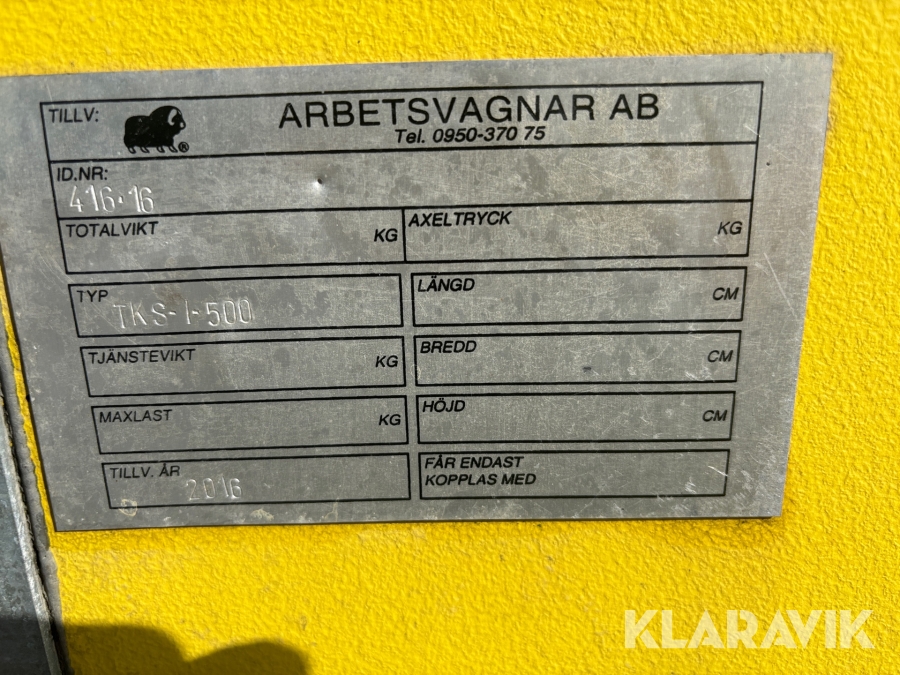 TILLV:
®
ARBETSVAGNAR AB
Tel. 0950-370 75
ID.NR:
416·16
TOTALVIKT KG
AXELTRYCK KG
TYP
TKS-1-500
LÄNGD CM
TJÄNSTEVIKT KG
BREDD CM
MAXLAST KG
HÖJD CM
TILLV. ÅR
2016
FÅR ENDAST
KOPPLAS MED
KLARAVIK